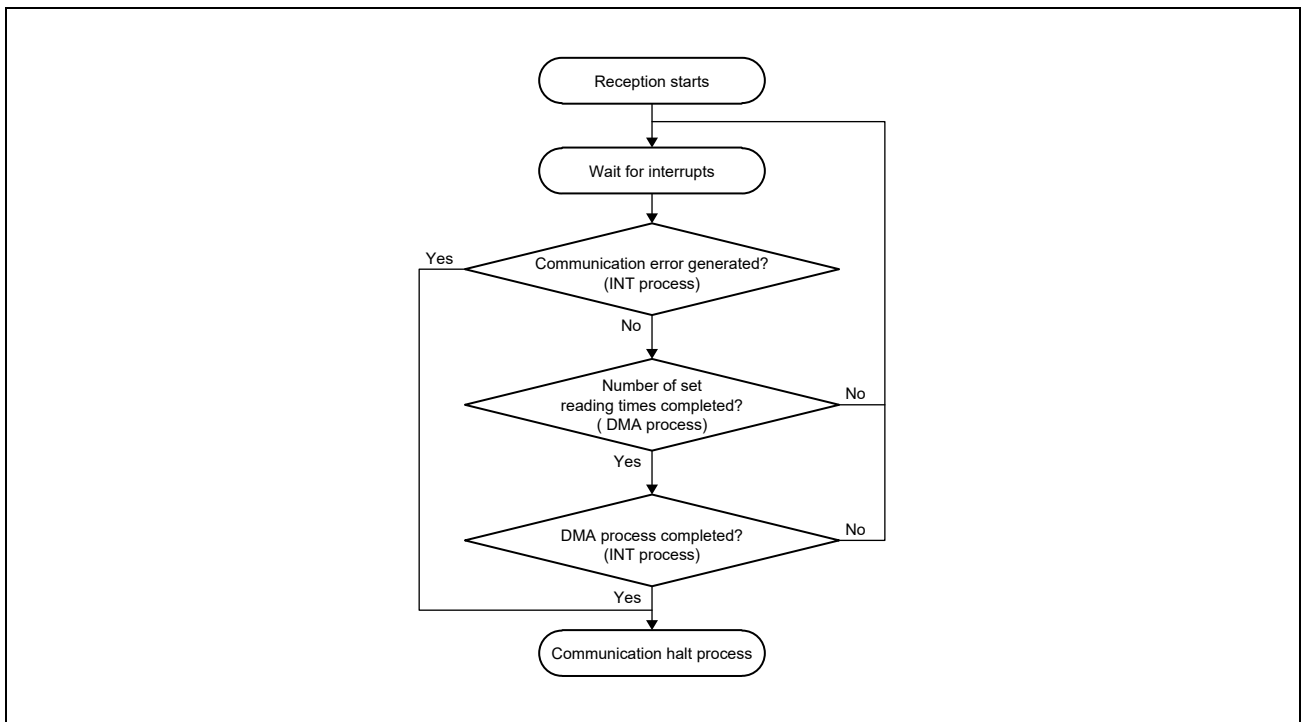 Reception starts
Wait for interrupts
Yes
Communication error generated?
(INT process)
No
Number of set
reading times completed?
( DMA process)
No
Yes
DMA process completed?
(INT process)
No
Yes
Communication halt process